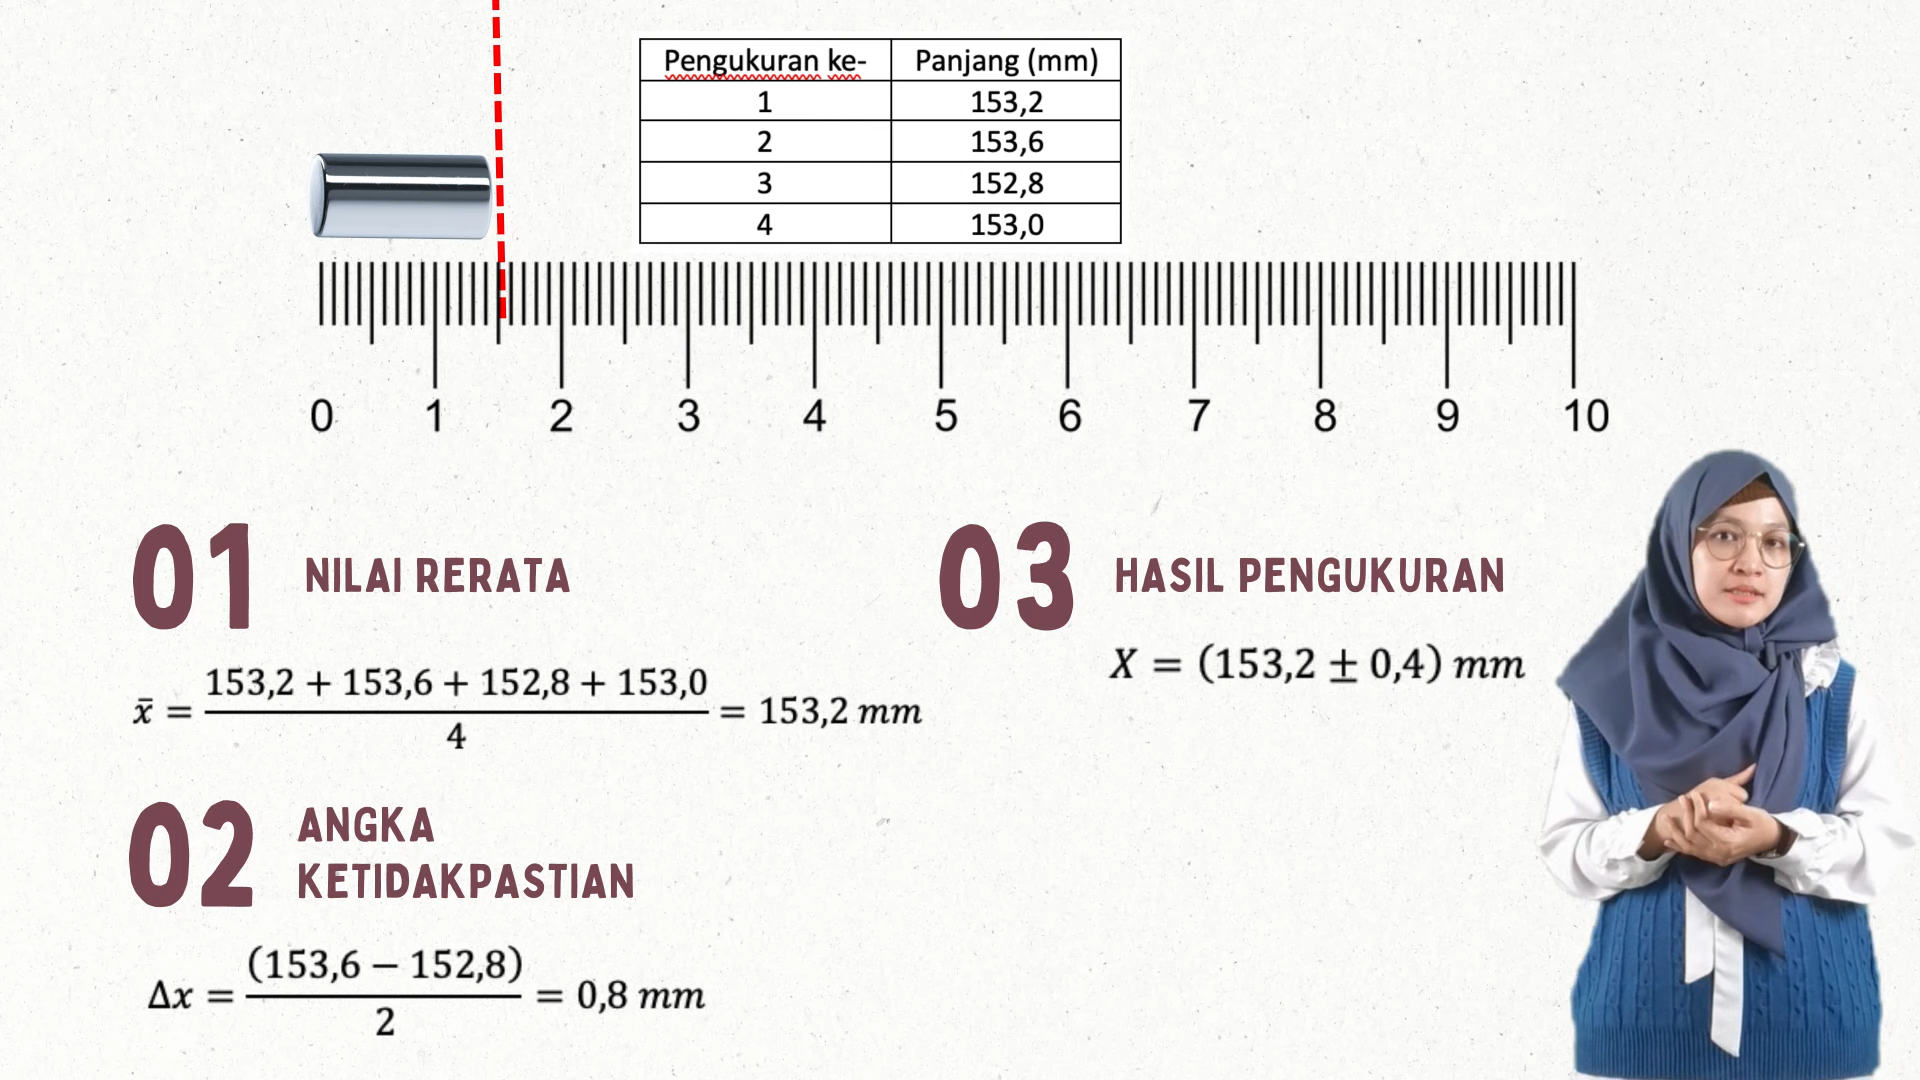 Pengukuran ke- Panjang (mm)
1 153,2
2 153,6
3 152,8
4 153,0
0 1 2 3 4 5 6 7 8 9 10
01 NILAI RERATA
x̄ = (153,2 + 153,6 + 152,8 + 153,0)/4 = 153,2 mm
02 ANGKA
KETIDAKPASTIAN
Δx = (153,6 − 152,8)/2 = 0,8 mm
03 HASIL PENGUKURAN
X = (153,2 ± 0,4) mm